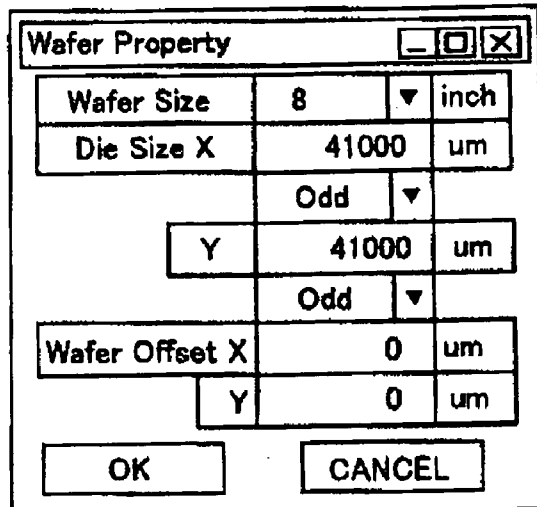 Wafer Property
Wafer Size 8 ▼ inch
Die Size X 41000 um
Odd ▼
Y 41000 um
Odd ▼
Wafer Offset X 0 um
Y 0 um
OK CANCEL